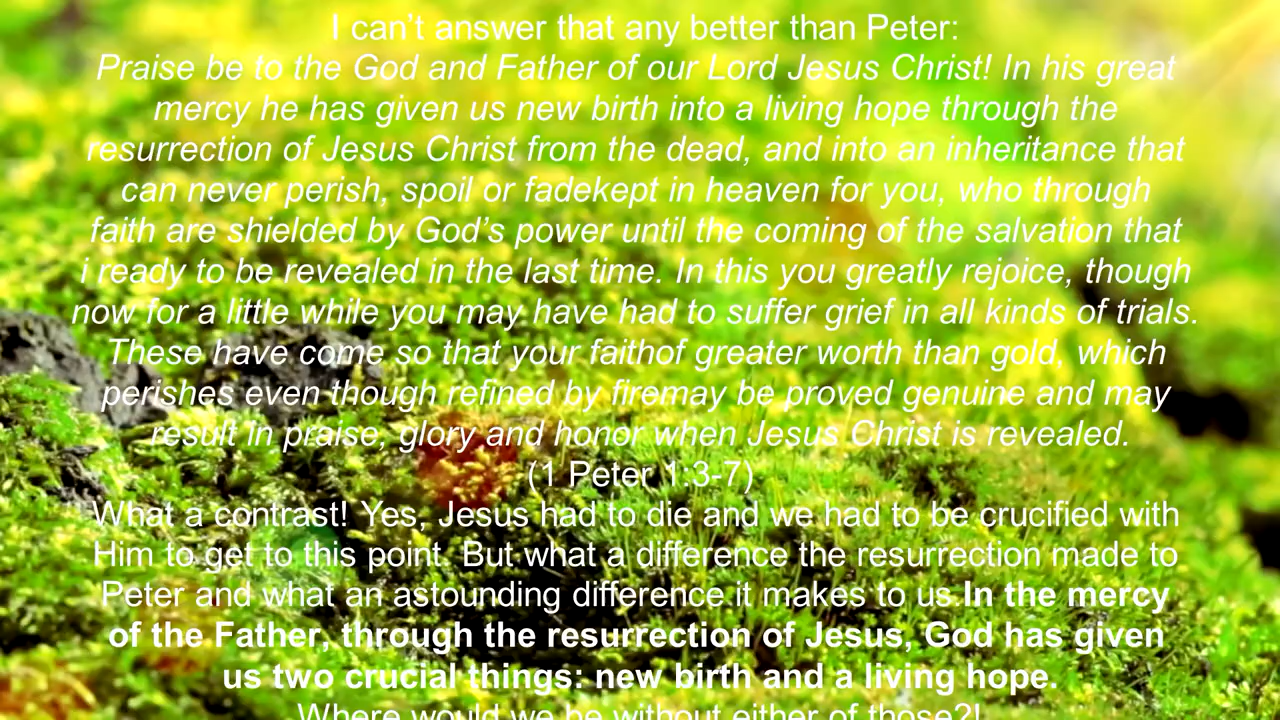 I can’t answer that any better than Peter:
Praise be to the God and Father of our Lord Jesus Christ! In his great
mercy he has given us new birth into a living hope through the
resurrection of Jesus Christ from the dead, and into an inheritance that
can never perish, spoil or fadekept in heaven for you, who through
faith are shielded by God’s power until the coming of the salvation that
i ready to be revealed in the last time. In this you greatly rejoice, though
now for a little while you may have had to suffer grief in all kinds of trials.
These have come so that your faithof greater worth than gold, which
perishes even though refined by firemay be proved genuine and may
result in praise, glory and honor when Jesus Christ is revealed.
(1 Peter 1:3-7)
What a contrast! Yes, Jesus had to die and we had to be crucified with
Him to get to this point. But what a difference the resurrection made to
Peter and what an astounding difference it makes to us.In the mercy
of the Father, through the resurrection of Jesus, God has given
us two crucial things: new birth and a living hope.
Where would we be without either of those?!